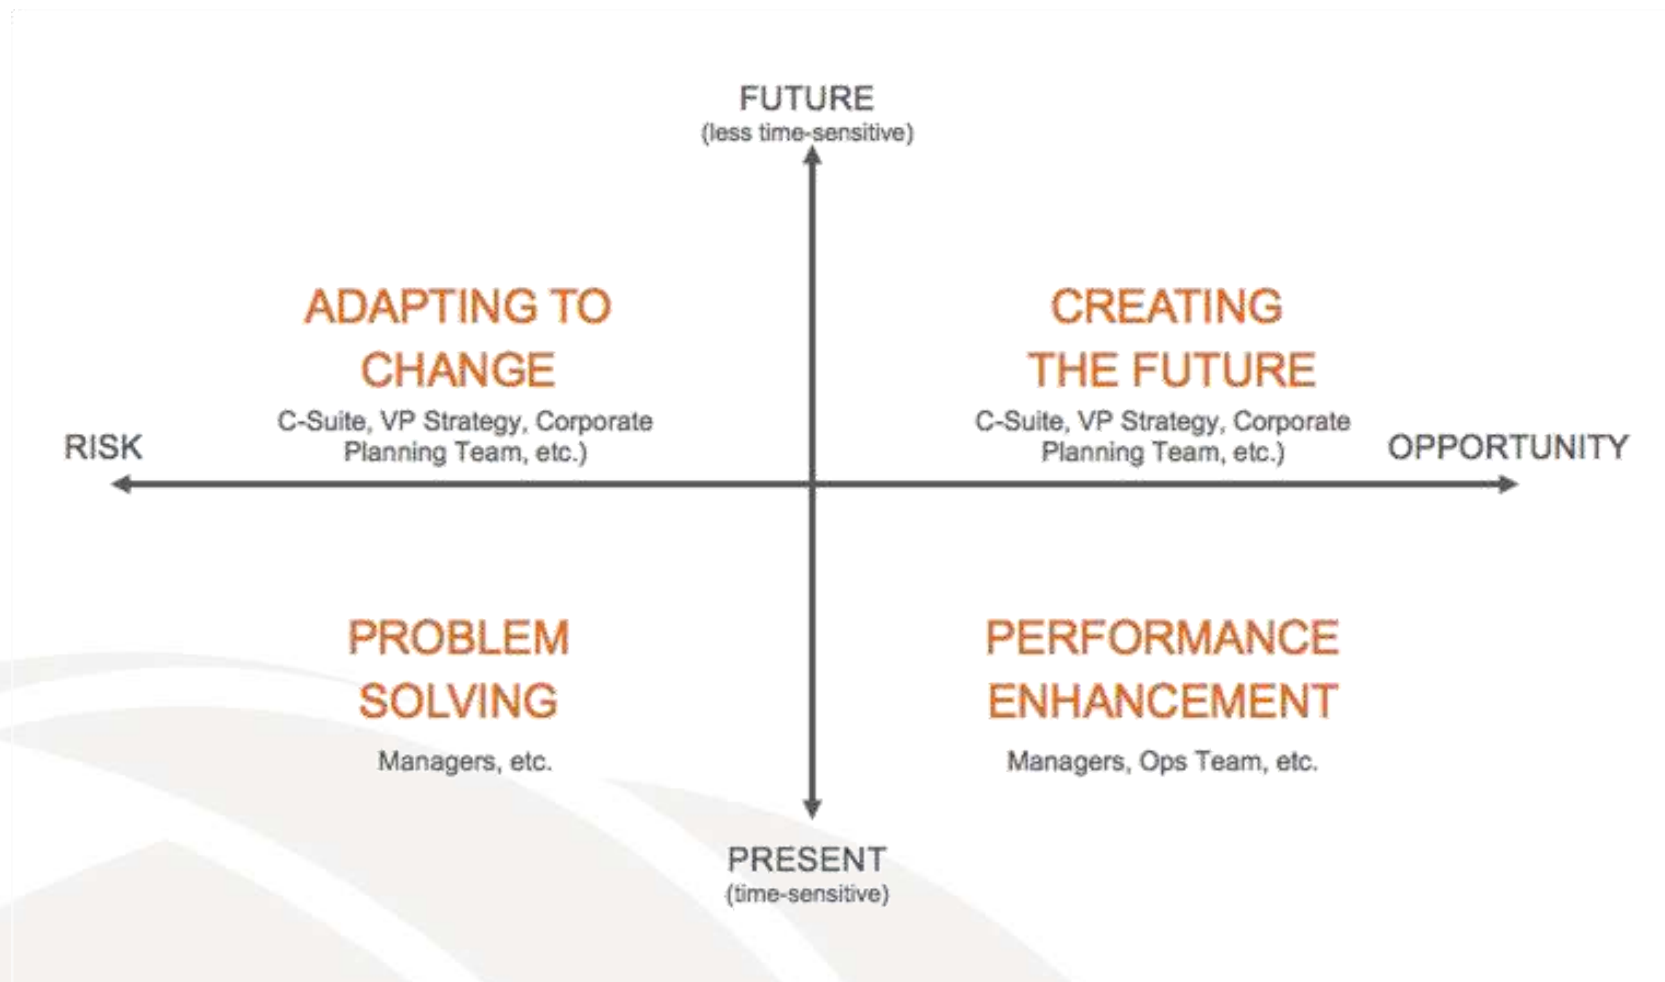 FUTURE
(less time-sensitive)
ADAPTING TO
CHANGE
C-Suite, VP Strategy, Corporate
Planning Team, etc.)
CREATING
THE FUTURE
C-Suite, VP Strategy, Corporate
Planning Team, etc.)
RISK
OPPORTUNITY
PROBLEM
SOLVING
Managers, etc.
PERFORMANCE
ENHANCEMENT
Managers, Ops Team, etc.
PRESENT
(time-sensitive)